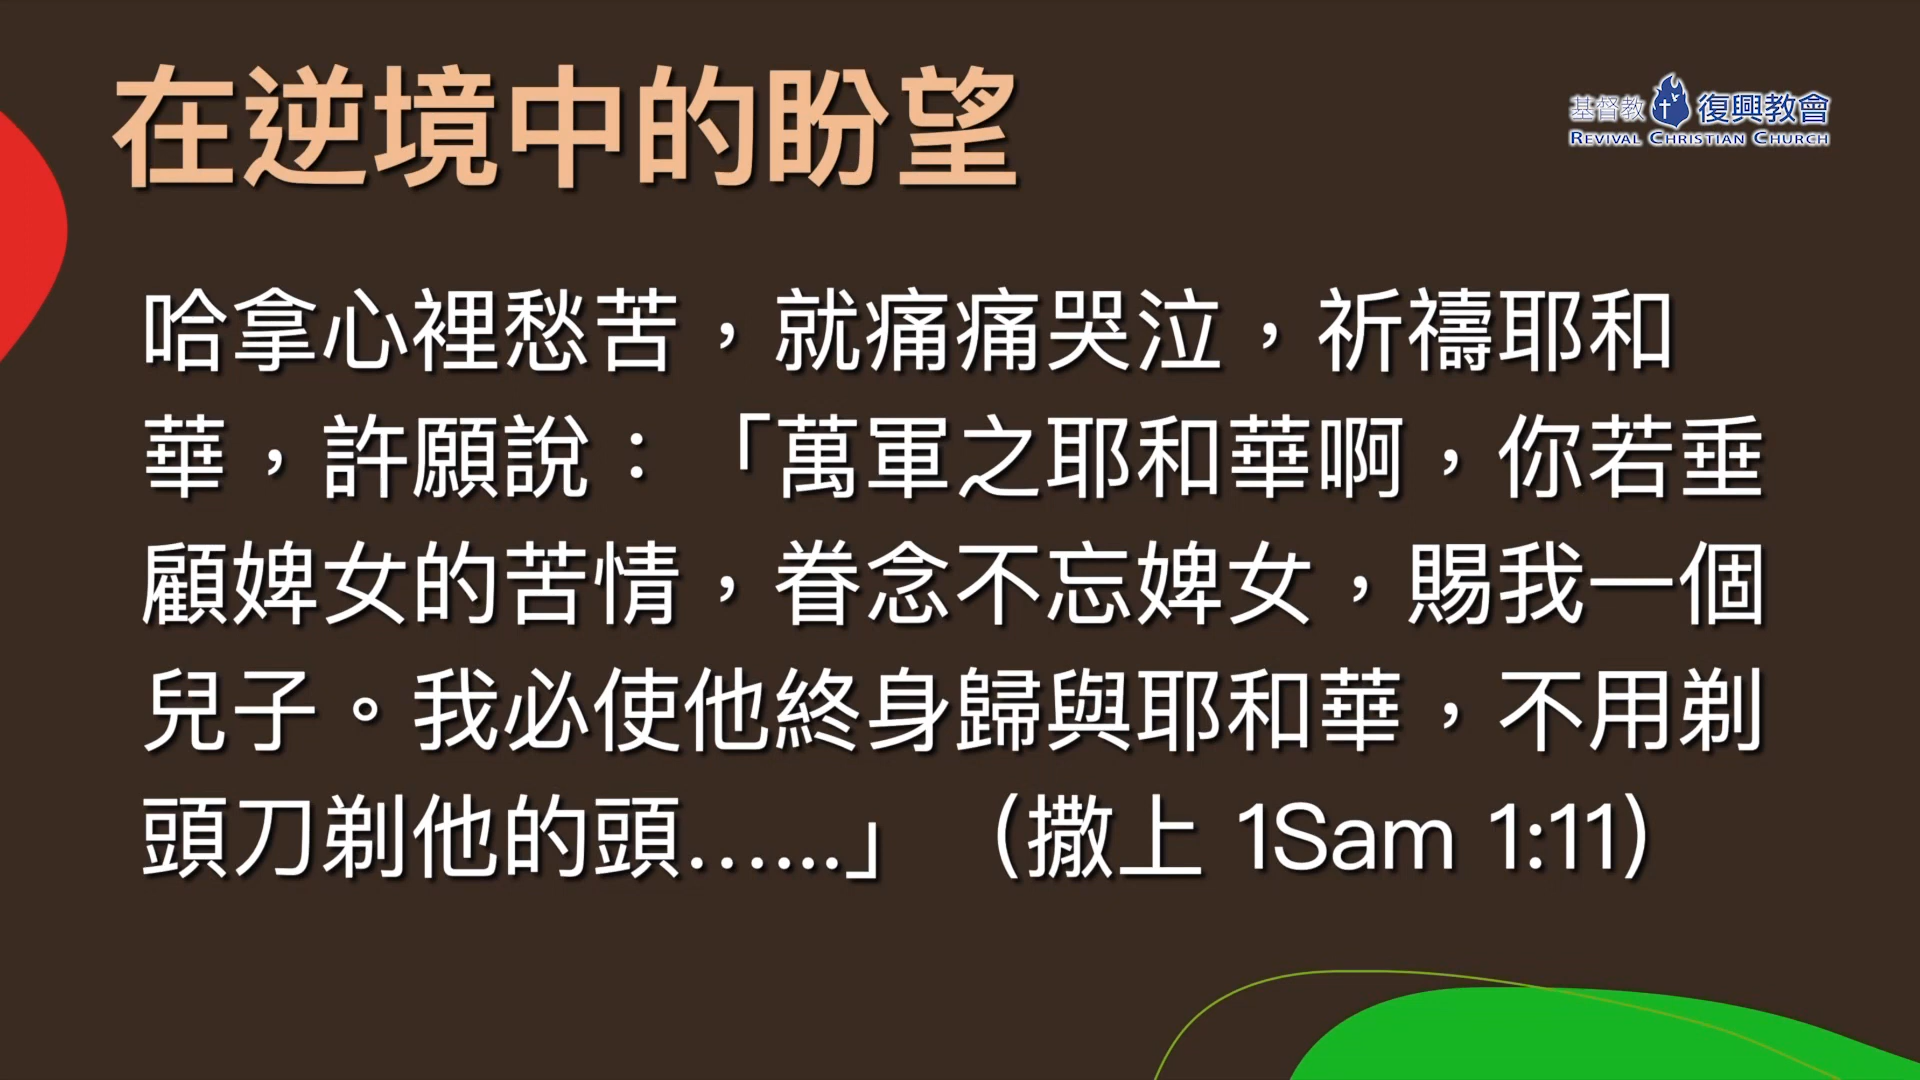 在逆境中的盼望
基督教 復興教會
REVIVAL CHRISTIAN CHURCH
哈拿心裡愁苦，就痛痛哭泣，祈禱耶和
華，許願說：「萬軍之耶和華啊，你若垂
顧婢女的苦情，眷念不忘婢女，賜我一個
兒子。我必使他終身歸與耶和華，不用剃
頭刀剃他的頭……」（撒上 1Sam 1:11）